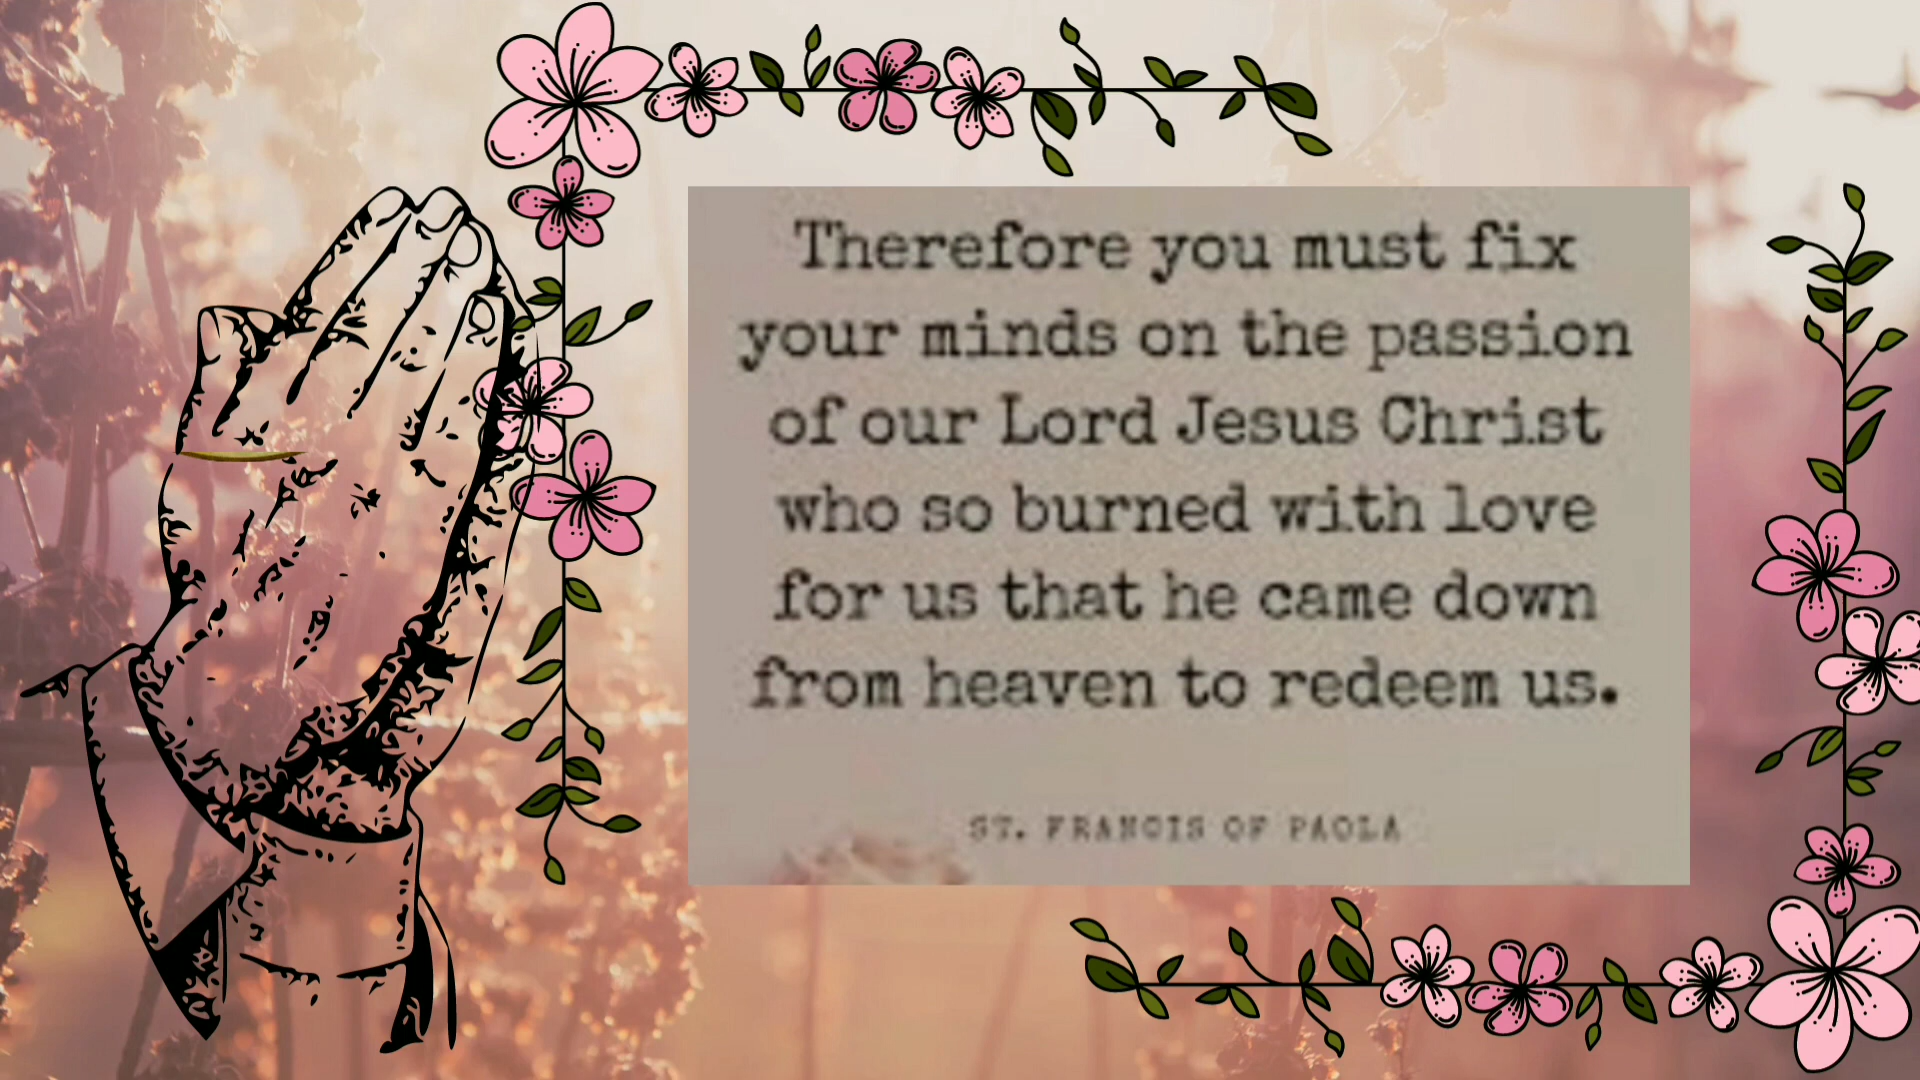 Therefore you must fix
your minds on the passion
of our Lord Jesus Christ
who so burned with love
for us that he came down
from heaven to redeem us.
ST. FRANCIS OF PAOLA